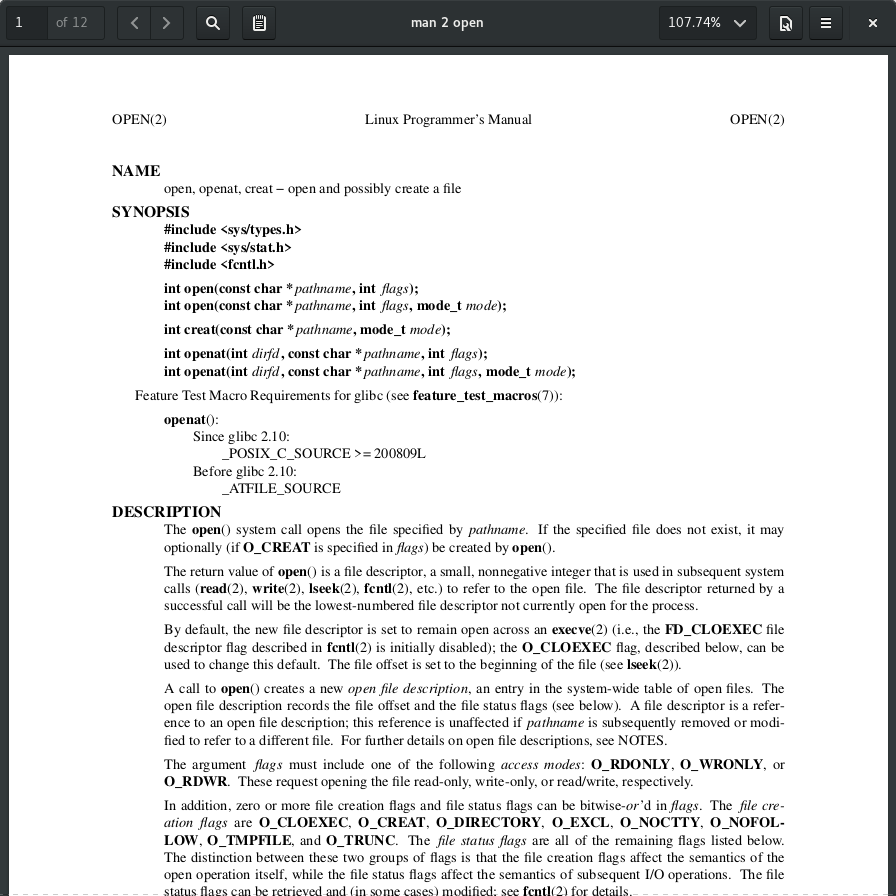 1 of 12 man 2 open 107.74%
OPEN(2) Linux Programmer's Manual OPEN(2)
NAME
open, openat, creat − open and possibly create a file
SYNOPSIS
#include <sys/types.h>
#include <sys/stat.h>
#include <fcntl.h>
int open(const char *pathname, int flags);
int open(const char *pathname, int flags, mode_t mode);
int creat(const char *pathname, mode_t mode);
int openat(int dirfd, const char *pathname, int flags);
int openat(int dirfd, const char *pathname, int flags, mode_t mode);
Feature Test Macro Requirements for glibc (see feature_test_macros(7)):
openat():
Since glibc 2.10:
_POSIX_C_SOURCE >= 200809L
Before glibc 2.10:
_ATFILE_SOURCE
DESCRIPTION
The open() system call opens the file specified by pathname. If the specified file does not exist, it may
optionally (if O_CREAT is specified in flags) be created by open().
The return value of open() is a file descriptor, a small, nonnegative integer that is used in subsequent system
calls (read(2), write(2), lseek(2), fcntl(2), etc.) to refer to the open file. The file descriptor returned by a
successful call will be the lowest-numbered file descriptor not currently open for the process.
By default, the new file descriptor is set to remain open across an execve(2) (i.e., the FD_CLOEXEC file
descriptor flag described in fcntl(2) is initially disabled); the O_CLOEXEC flag, described below, can be
used to change this default. The file offset is set to the beginning of the file (see lseek(2)).
A call to open() creates a new open file description, an entry in the system-wide table of open files. The
open file description records the file offset and the file status flags (see below). A file descriptor is a refer-
ence to an open file description; this reference is unaffected if pathname is subsequently removed or modi-
fied to refer to a different file. For further details on open file descriptions, see NOTES.
The argument flags must include one of the following access modes: O_RDONLY, O_WRONLY, or
O_RDWR. These request opening the file read-only, write-only, or read/write, respectively.
In addition, zero or more file creation flags and file status flags can be bitwise-or'd in flags. The file cre-
ation flags are O_CLOEXEC, O_CREAT, O_DIRECTORY, O_EXCL, O_NOCTTY, O_NOFOL-
LOW, O_TMPFILE, and O_TRUNC. The file status flags are all of the remaining flags listed below.
The distinction between these two groups of flags is that the file creation flags affect the semantics of the
open operation itself, while the file status flags affect the semantics of subsequent I/O operations. The file
status flags can be retrieved and (in some cases) modified; see fcntl(2) for details.